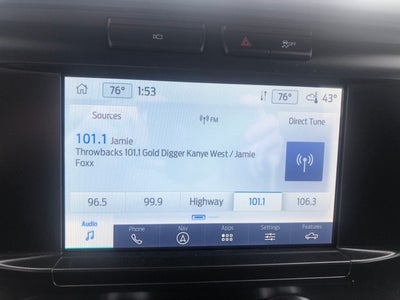 76° 1:53 76° 43°
Sources FM Direct Tune
101.1 Jamie
Throwbacks 101.1 Gold Digger Kanye West / Jamie
Foxx
96.5 99.9 Highway 101.1 106.3
Audio Phone Nav Apps Settings Features